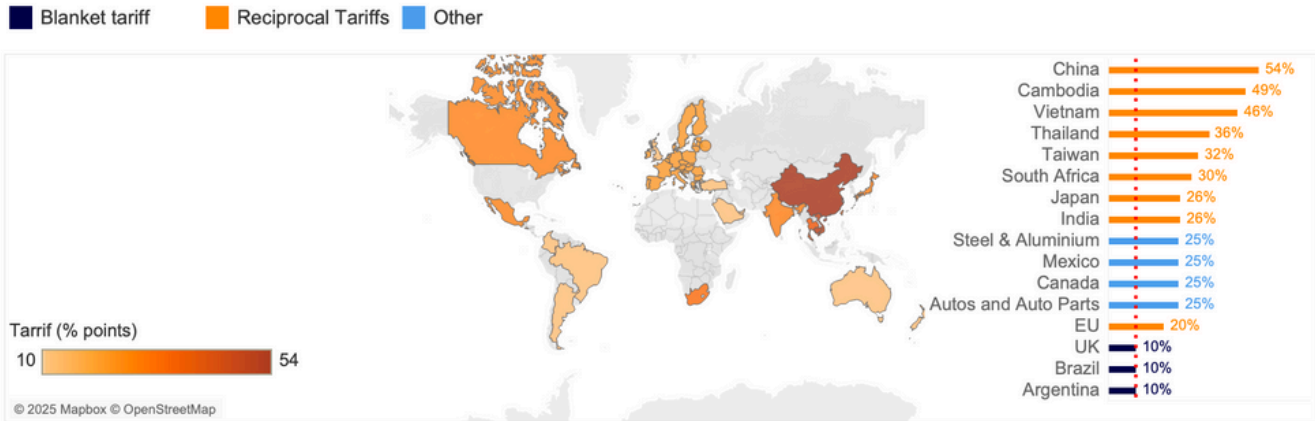 Blanket tariff Reciprocal Tariffs Other
China 54%
Cambodia 49%
Vietnam 46%
Thailand 36%
Taiwan 32%
South Africa 30%
Japan 26%
India 26%
Steel & Aluminium 25%
Mexico 25%
Canada 25%
Autos and Auto Parts 25%
EU 20%
UK 10%
Brazil 10%
Argentina 10%
Tarrif (% points)
10 54
© 2025 Mapbox © OpenStreetMap